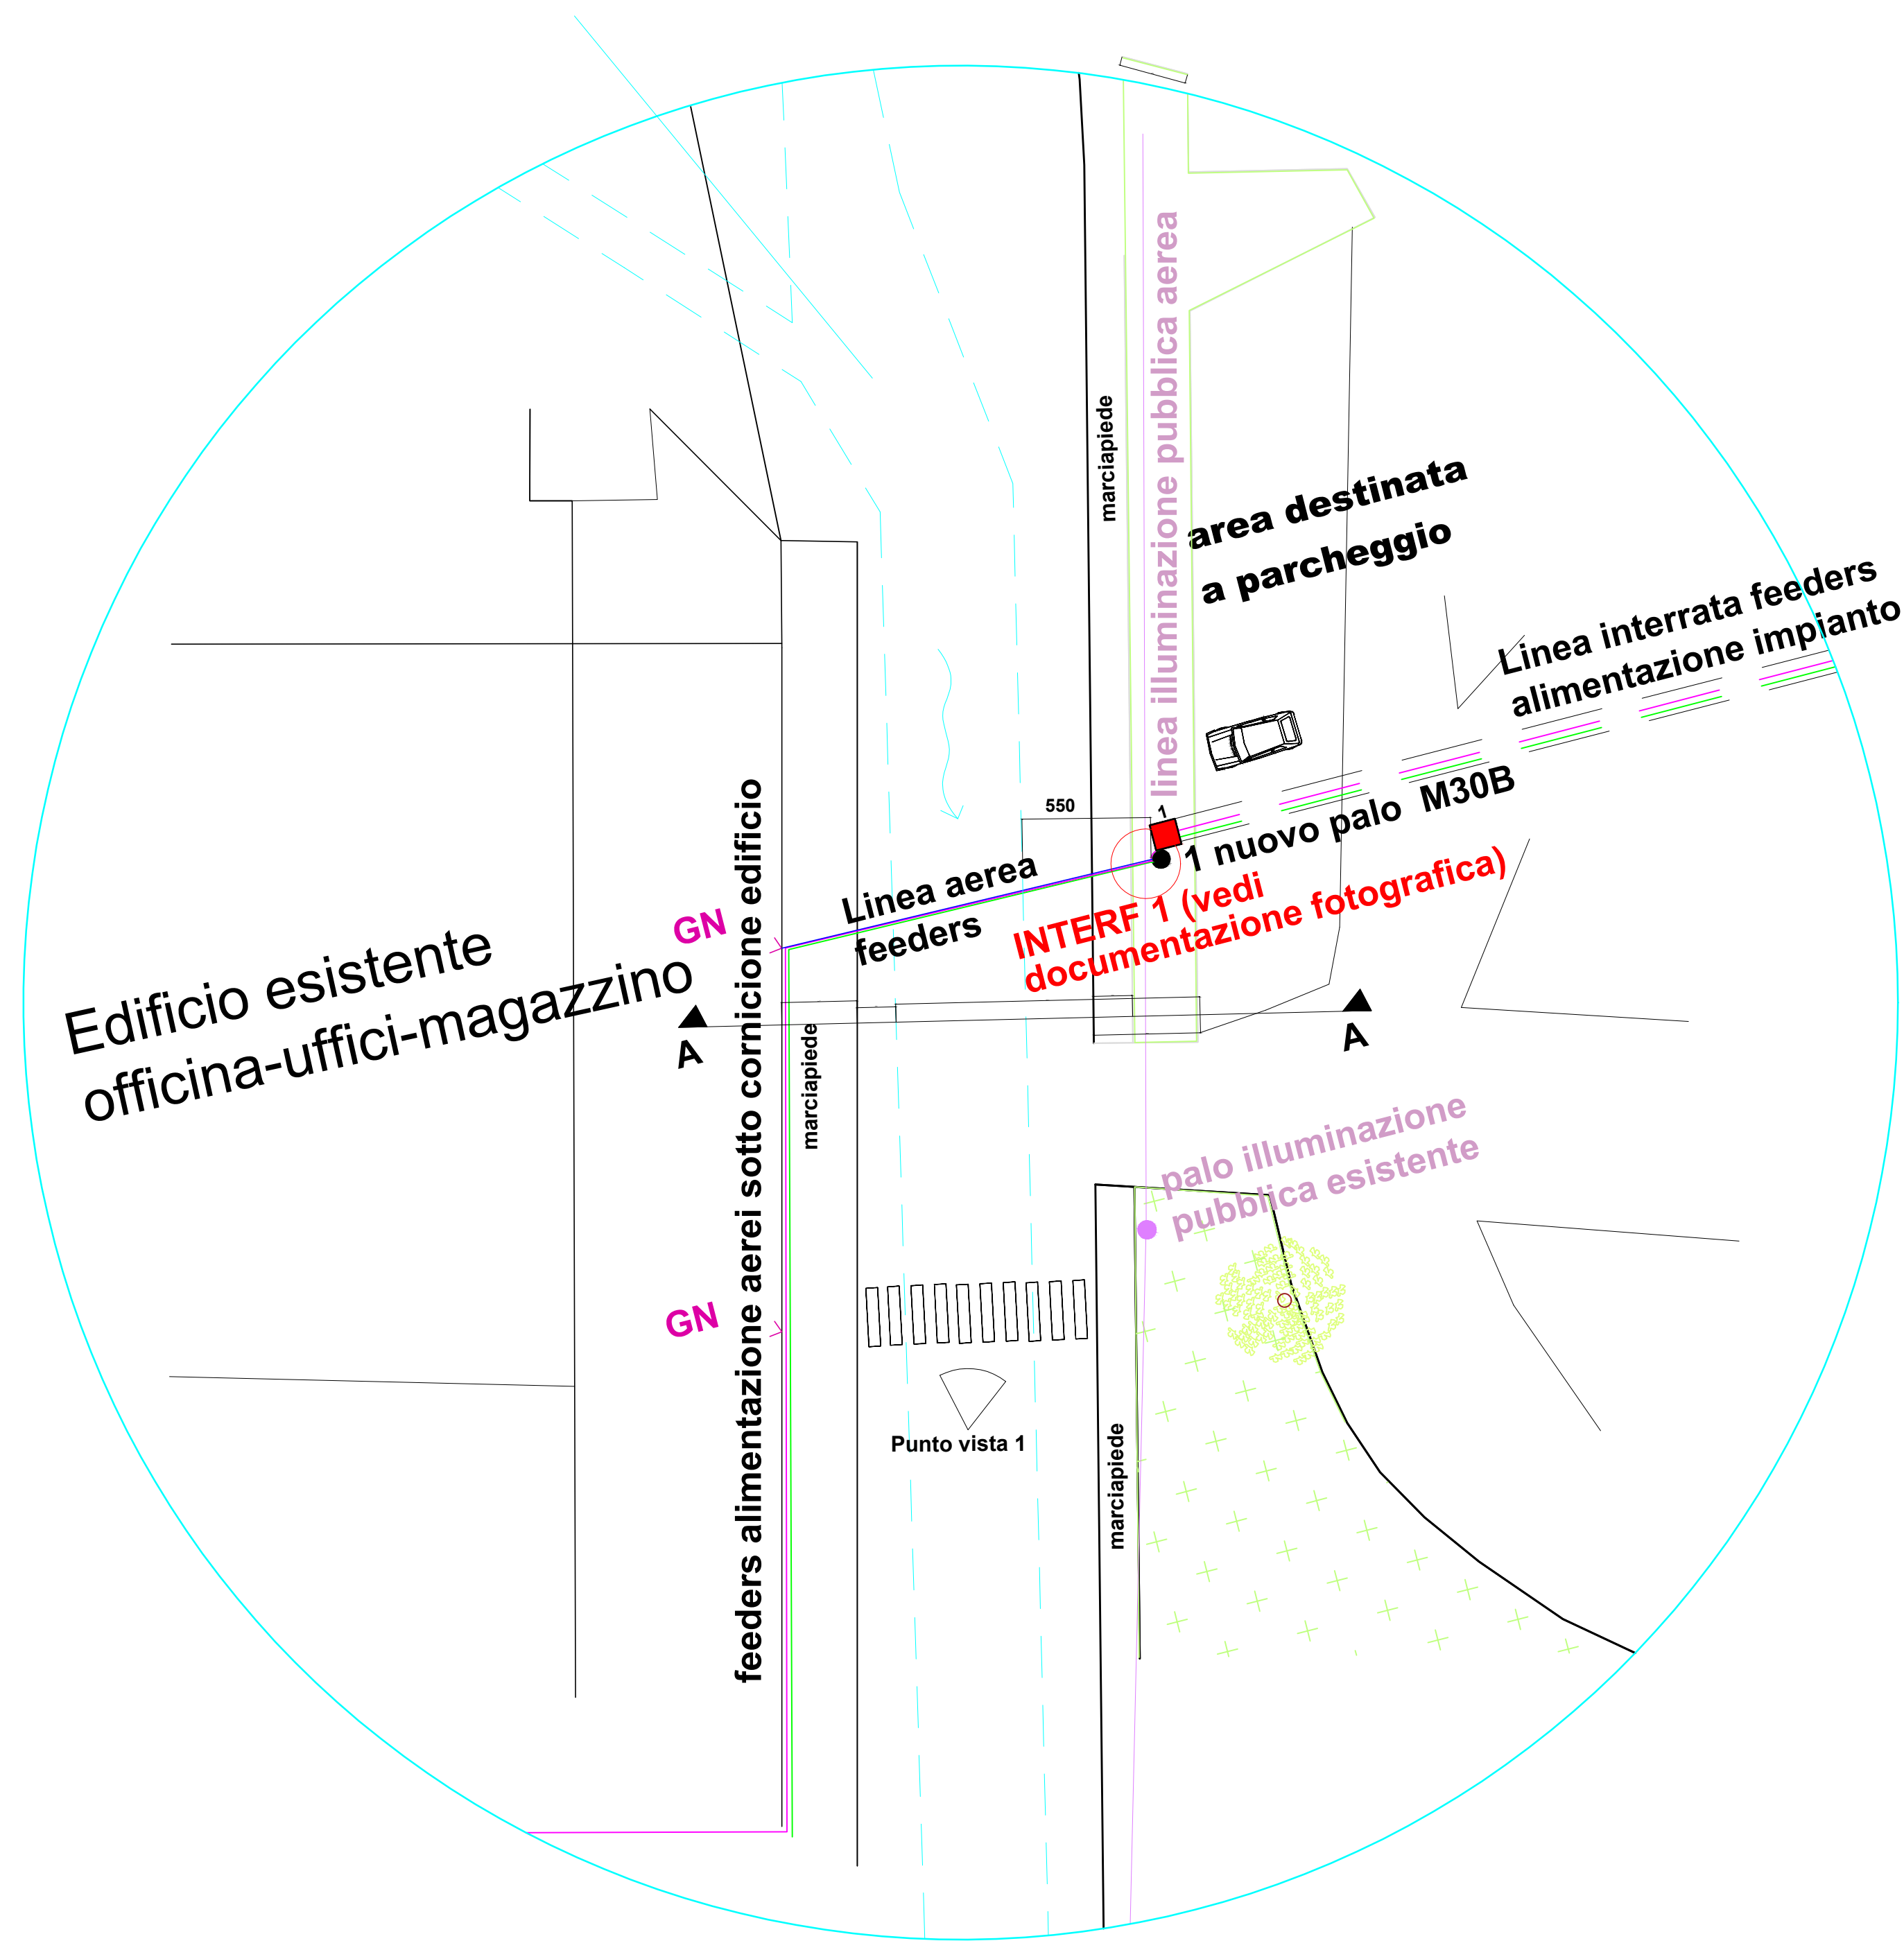 linea illuminazione pubblica aerea
marciapiede
area destinata
a parcheggio
Linea interrata feeders
alimentazione impianto
550
1
1 nuovo palo M30B
Linea aerea
feeders
INTERF 1 (vedi
documentazione fotografica)
GN
Edificio esistente
officina-uffici-magazzino
feeders alimentazione aerei sotto cornicione edificio
marciapiede
A
A
palo illuminazione
pubblica esistente
GN
Punto vista 1
marciapiede